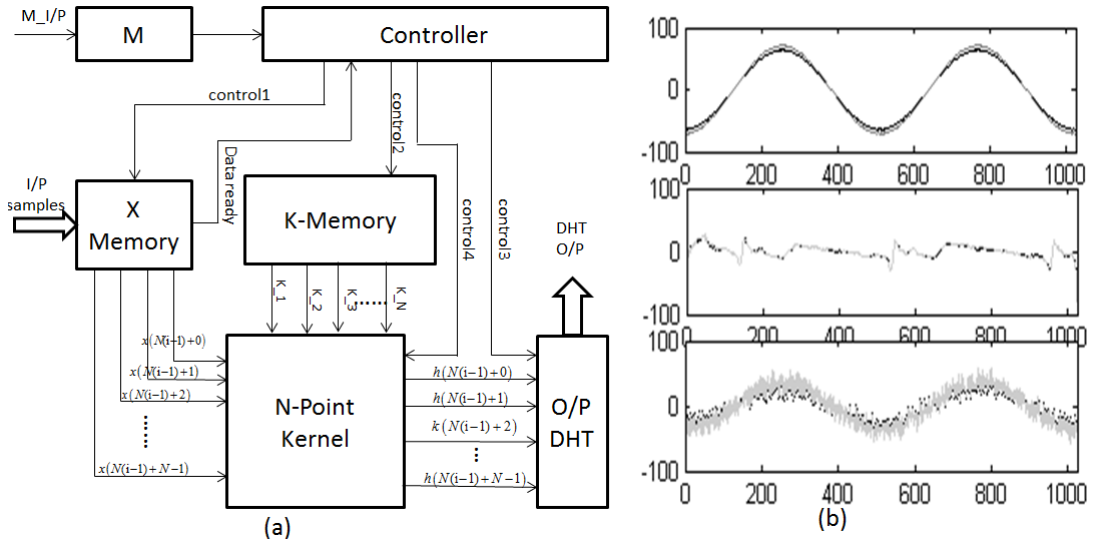 M_I/P
M
Controller
control1
Data ready
control2
control4
control3
I/P
samples
X
Memory
K-Memory
DHT
O/P
K_1
K_2
K_3
......
K_N
x(N(i−1)+0)
x(N(i−1)+1)
x(N(i−1)+2)
......
x(N(i−1)+N−1)
N-Point
Kernel
h(N(i−1)+0)
h(N(i−1)+1)
k(N(i−1)+2)
...
h(N(i−1)+N−1)
O/P
DHT
(a)
100
0
-100
0 200 400 600 800 1000
100
0
-100
0 200 400 600 800 1000
100
0
-100
0 200 400 600 800 1000
(b)